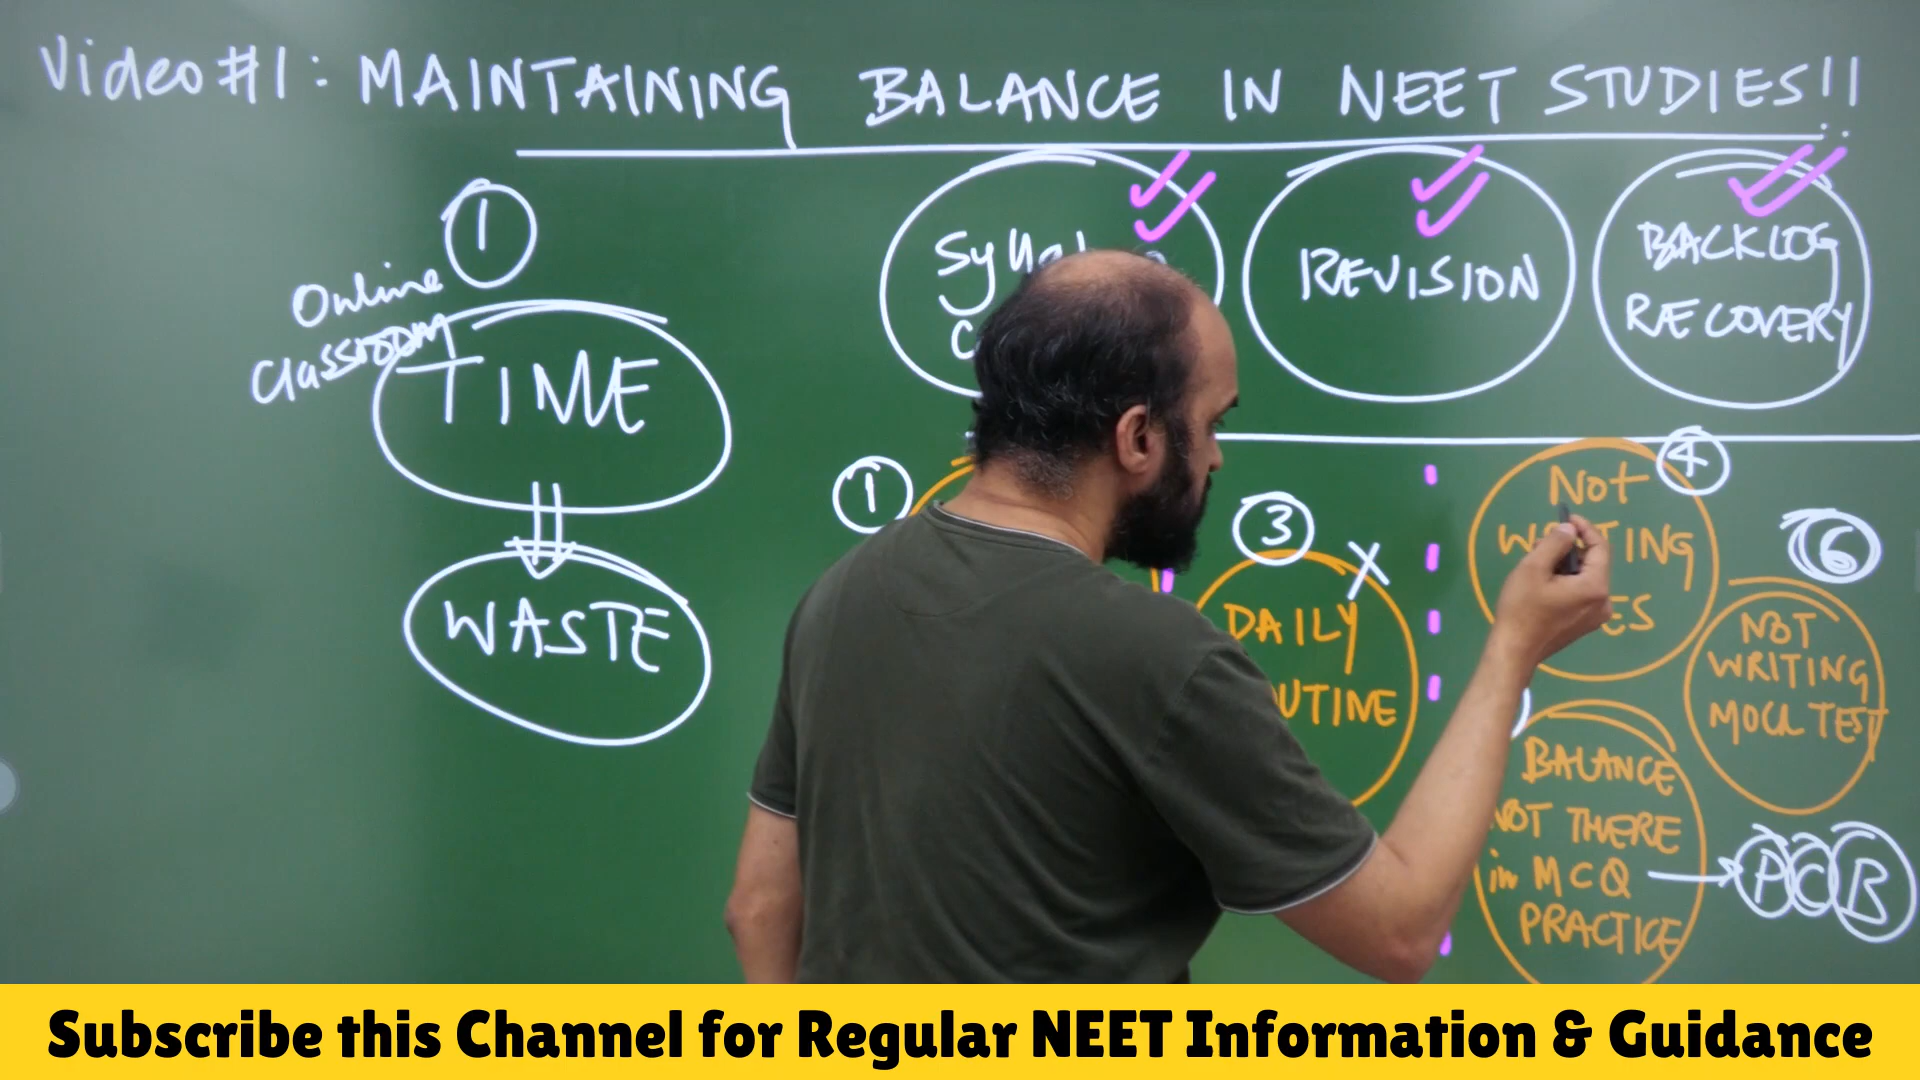 Video #1: MAINTAINING BALANCE IN NEET STUDIES!!
1
Online
Classroom
TIME
WASTE
REVISION
BACKLOG
RECOVERY
1
3
X
DAILY
4
NOT
6
NOT
WRITING
MOCK TEST
BALANCE
NOT THERE
in MCQ
PRACTICE
P C B
Subscribe this Channel for Regular NEET Information & Guidance